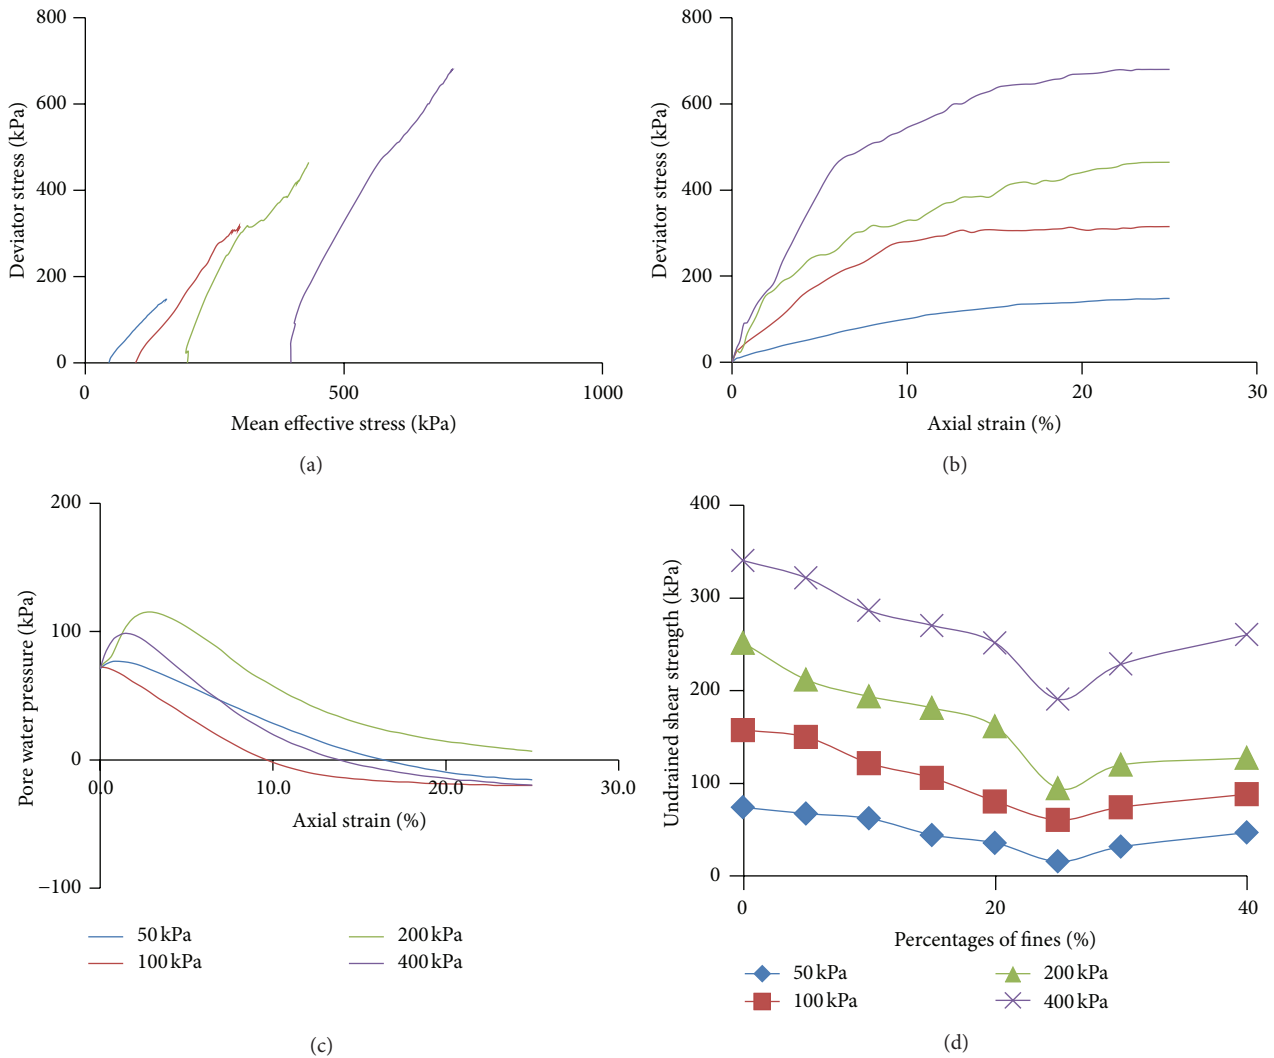 800
600
400
200
0
Deviator stress (kPa)
0
500
1000
Mean effective stress (kPa)
(a)
800
600
400
200
0
Deviator stress (kPa)
0
10
20
30
Axial strain (%)
(b)
200
100
0
−100
Pore water pressure (kPa)
0.0
10.0
20.0
30.0
Axial strain (%)
50 kPa
100 kPa
200 kPa
400 kPa
(c)
400
300
200
100
0
Undrained shear strength (kPa)
0
20
40
Percentages of fines (%)
50 kPa
100 kPa
200 kPa
400 kPa
(d)